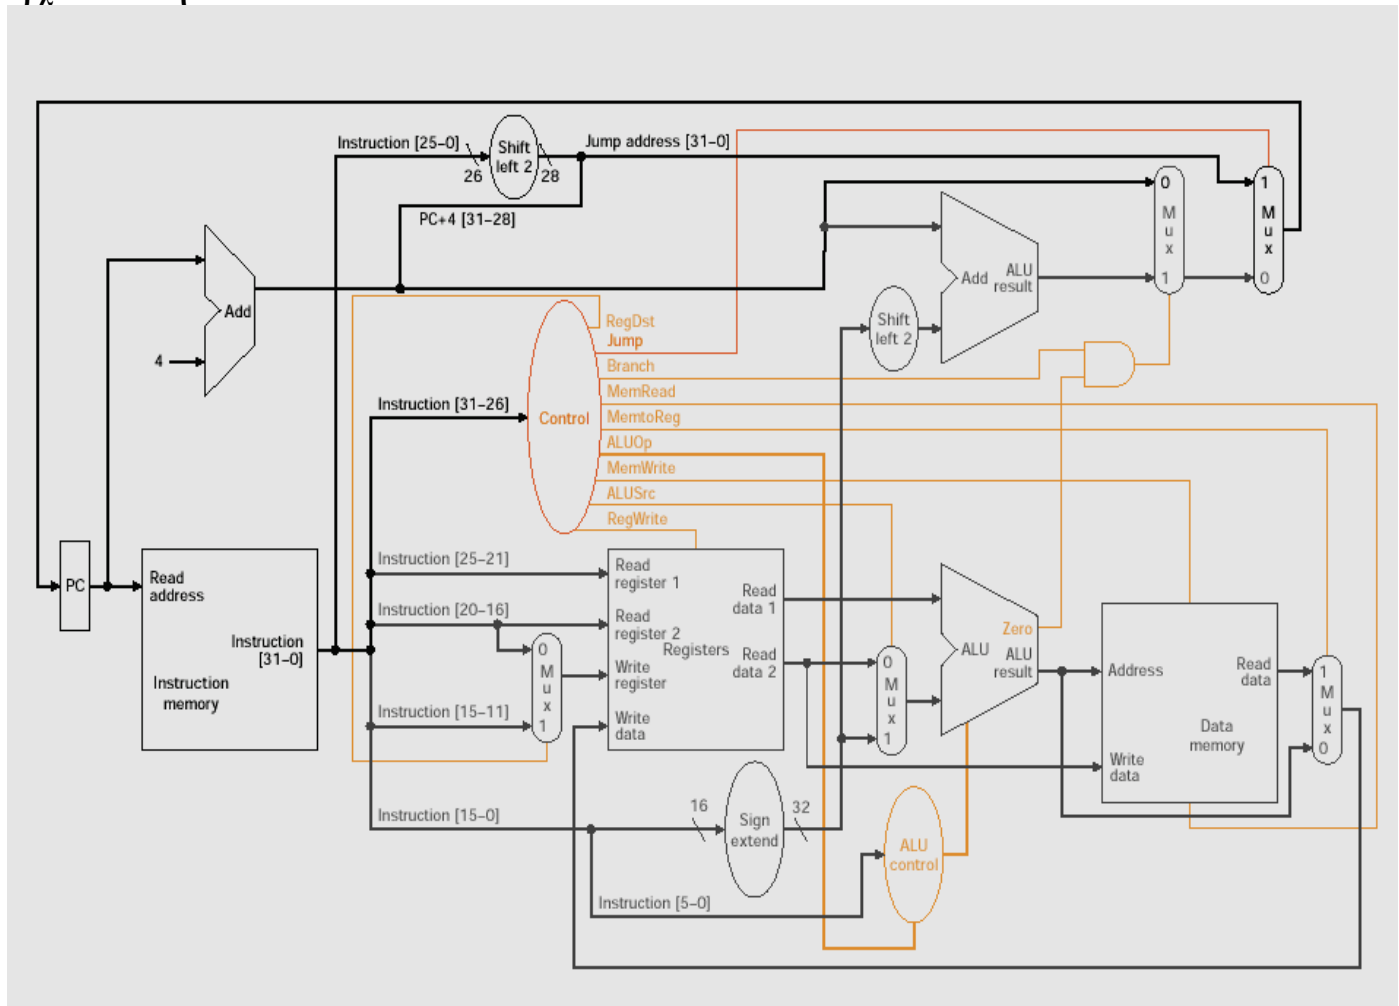 Instruction [25–0]
Shift
left 2
Jump address [31–0]
26
28
PC+4 [31–28]
Add
4
0
M
u
x
1
1
M
u
x
0
Add
ALU
result
Shift
left 2
RegDst
Jump
Branch
MemRead
MemtoReg
ALUOp
MemWrite
ALUSrc
RegWrite
Control
Instruction [31–26]
PC
Read
address
Instruction
[31–0]
Instruction
memory
Instruction [25–21]
Instruction [20–16]
Instruction [15–11]
Instruction [15–0]
0
M
u
x
1
Read
register 1
Read
register 2
Write
register
Write
data
Registers
Read
data 1
Read
data 2
0
M
u
x
1
Zero
ALU
ALU
result
Address
Write
data
Read
data
Data
memory
1
M
u
x
0
16
Sign
extend
32
ALU
control
Instruction [5–0]